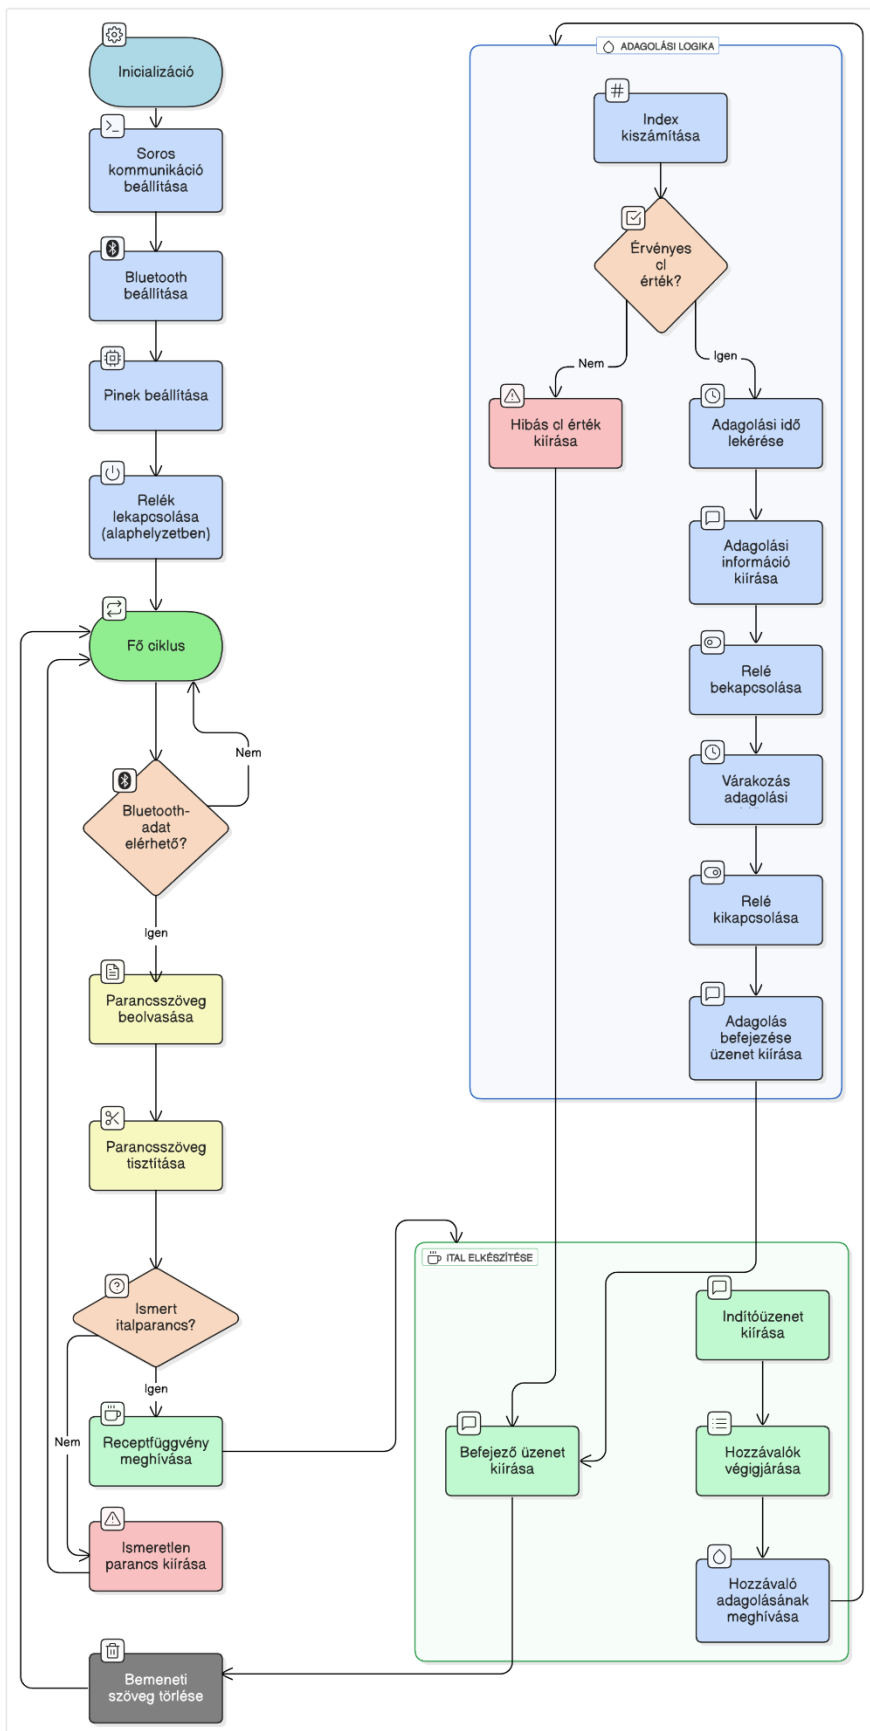 Inicializáció
Soros
kommunikáció
beállítása
Bluetooth
beállítása
Pinek beállítása
Relék
lekapcsolása
(alaphelyzetben)
Fő ciklus
Nem
Bluetooth-
adat
elérhető?
Igen
Parancsszöveg
beolvasása
Parancsszöveg
tisztítása
Ismert
italparancs?
Igen
Nem
Receptfüggvény
meghívása
Ismeretlen
parancs kiírása
Bemeneti
szöveg törlése
ADAGOLÁSI LOGIKA
Index
kiszámítása
Érvényes
cl
érték?
Nem
Igen
Hibás cl érték
kiírása
Adagolási idő
lekérése
Adagolási
információ
kiírása
Relé
bekapcsolása
Várakozás
adagolási
Relé
kikapcsolása
Adagolás
befejezése
üzenet kiírása
ITAL ELKÉSZÍTÉSE
Indítóüzenet
kiírása
Befejező üzenet
kiírása
Hozzávalók
végigjárása
Hozzávaló
adagolásának
meghívása